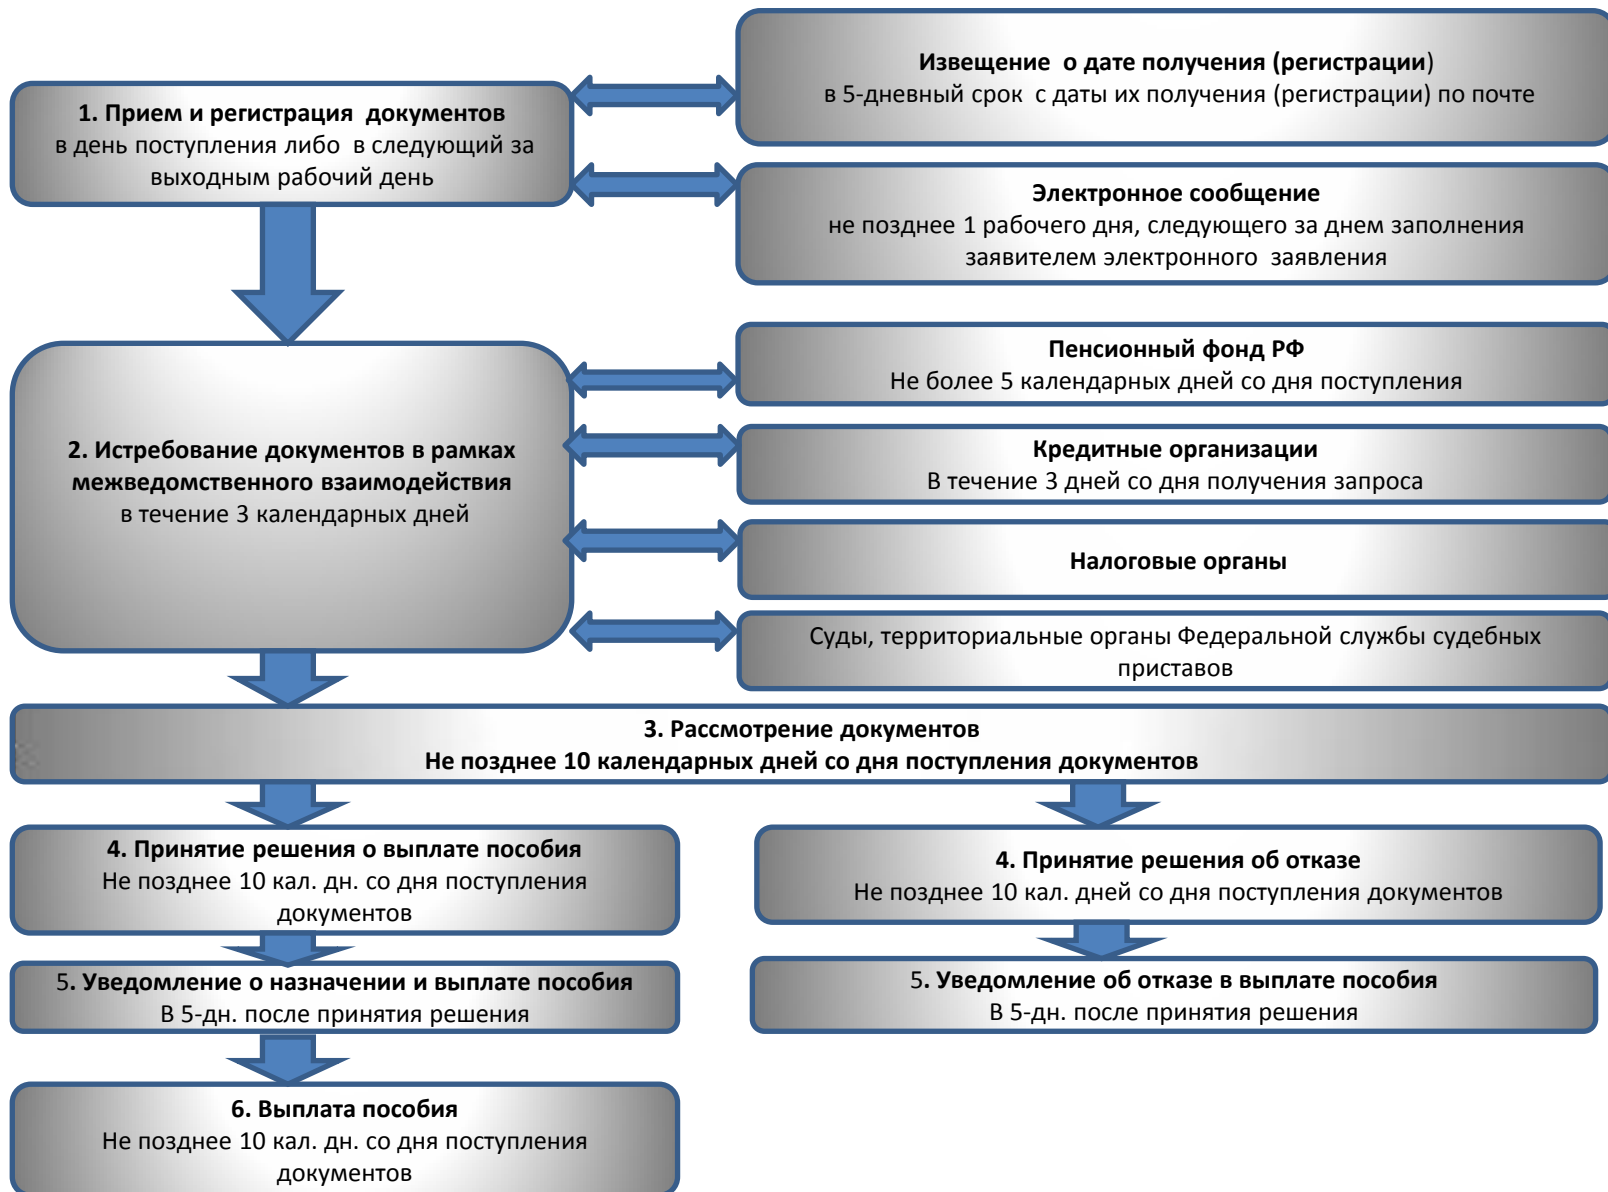 Извещение о дате получения (регистрации)
в 5-дневный срок с даты их получения (регистрации) по почте
1. Прием и регистрация документов
в день поступления либо в следующий за
выходным рабочий день
Электронное сообщение
не позднее 1 рабочего дня, следующего за днем заполнения
заявителем электронного заявления
Пенсионный фонд РФ
Не более 5 календарных дней со дня поступления
2. Истребование документов в рамках
межведомственного взаимодействия
в течение 3 календарных дней
Кредитные организации
В течение 3 дней со дня получения запроса
Налоговые органы
Суды, территориальные органы Федеральной службы судебных
приставов
3. Рассмотрение документов
Не позднее 10 календарных дней со дня поступления документов
4. Принятие решения о выплате пособия
Не позднее 10 кал. дн. со дня поступления
документов
4. Принятие решения об отказе
Не позднее 10 кал. дней со дня поступления документов
5. Уведомление о назначении и выплате пособия
В 5-дн. после принятия решения
5. Уведомление об отказе в выплате пособия
В 5-дн. после принятия решения
6. Выплата пособия
Не позднее 10 кал. дн. со дня поступления
документов